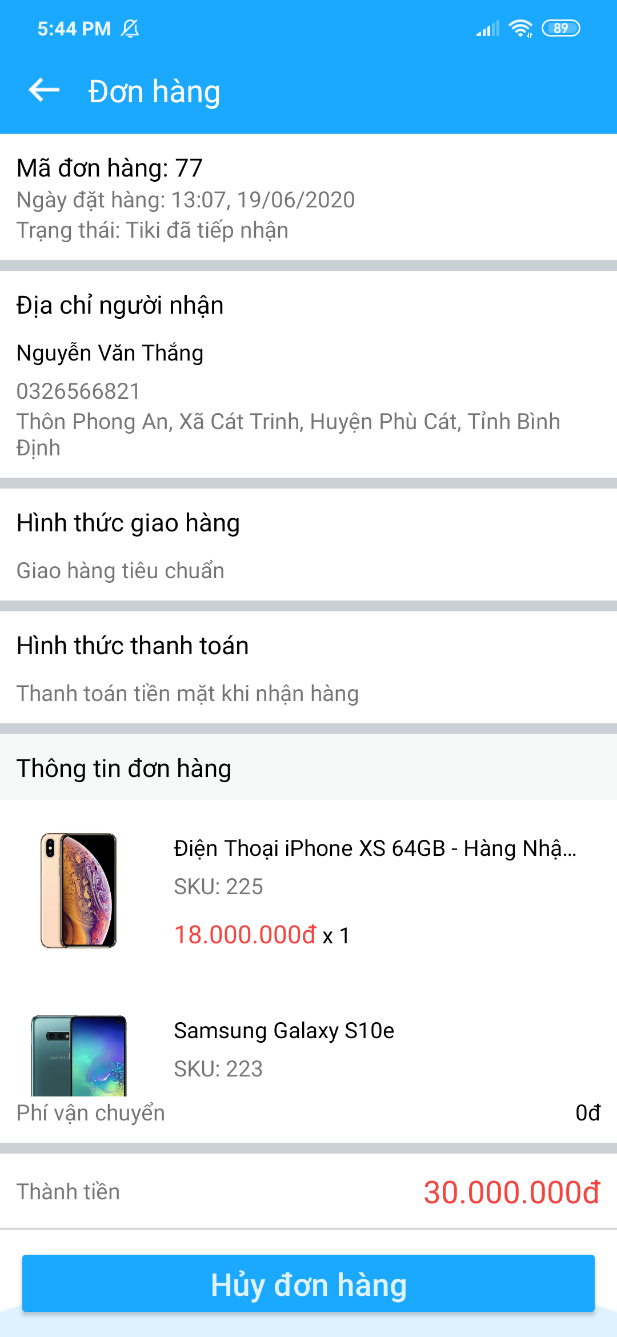 5:44 PM
89
Đơn hàng
Mã đơn hàng: 77
Ngày đặt hàng: 13:07, 19/06/2020
Trạng thái: Tiki đã tiếp nhận
Địa chỉ người nhận
Nguyễn Văn Thắng
0326566821
Thôn Phong An, Xã Cát Trinh, Huyện Phù Cát, Tỉnh Bình
Định
Hình thức giao hàng
Giao hàng tiêu chuẩn
Hình thức thanh toán
Thanh toán tiền mặt khi nhận hàng
Thông tin đơn hàng
Điện Thoại iPhone XS 64GB - Hàng Nhậ...
SKU: 225
18.000.000đ x 1
Samsung Galaxy S10e
SKU: 223
Phí vận chuyển 0đ
Thành tiền 30.000.000đ
Hủy đơn hàng